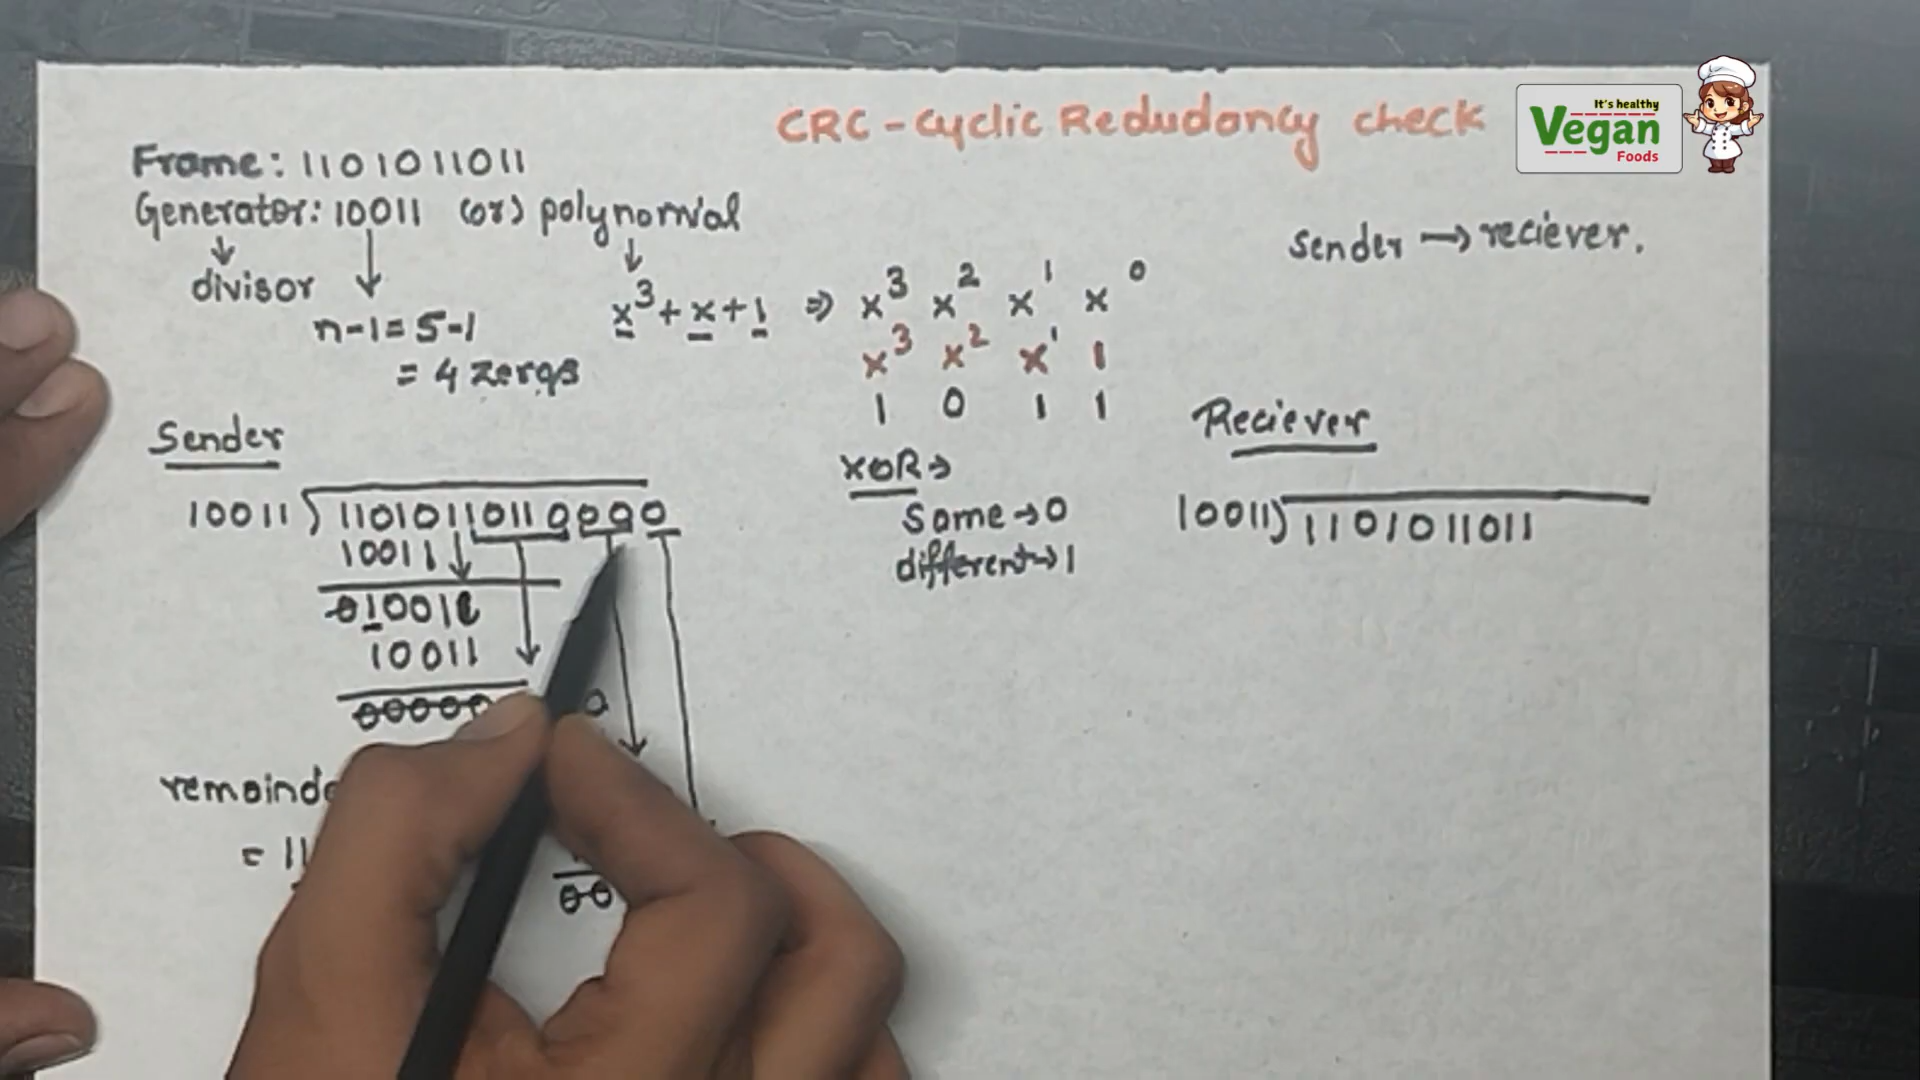 CRC - Cyclic Redudancy check
It's healthy
Vegan
Foods
Frame: 1101011011
Generator: 10011 (or) polynomial
divisor
n-1 = 5-1
= 4 zeros
x³ + x + 1 ⇒ x³ x² x¹ x⁰
x³ x² x¹ 1
1 0 1 1
sender → reciever.
Sender
10011 ) 11010110110000
10011
010011
10011
00000
0
= 11
00
XOR →
Same → 0
different → 1
Reciever
10011) 1101011011